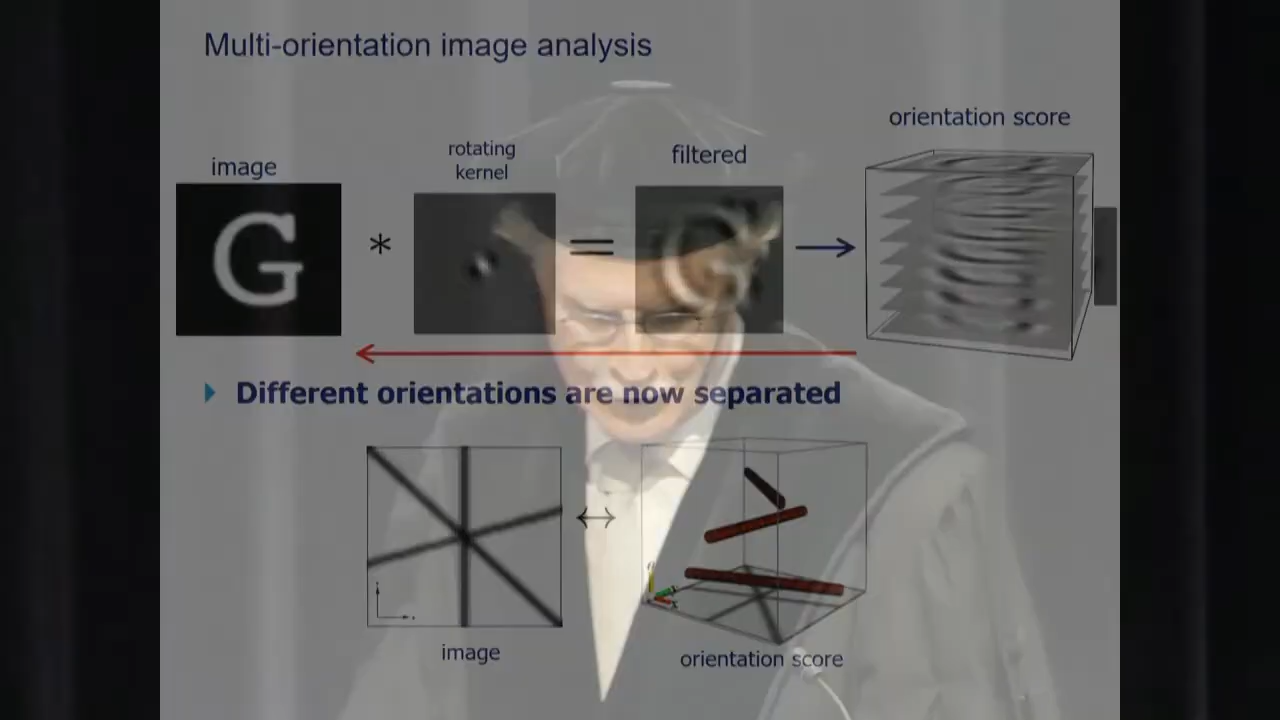 Multi-orientation image analysis
orientation score
rotating
kernel
filtered
image
G
*
=
Different orientations are now separated
image
orientation score